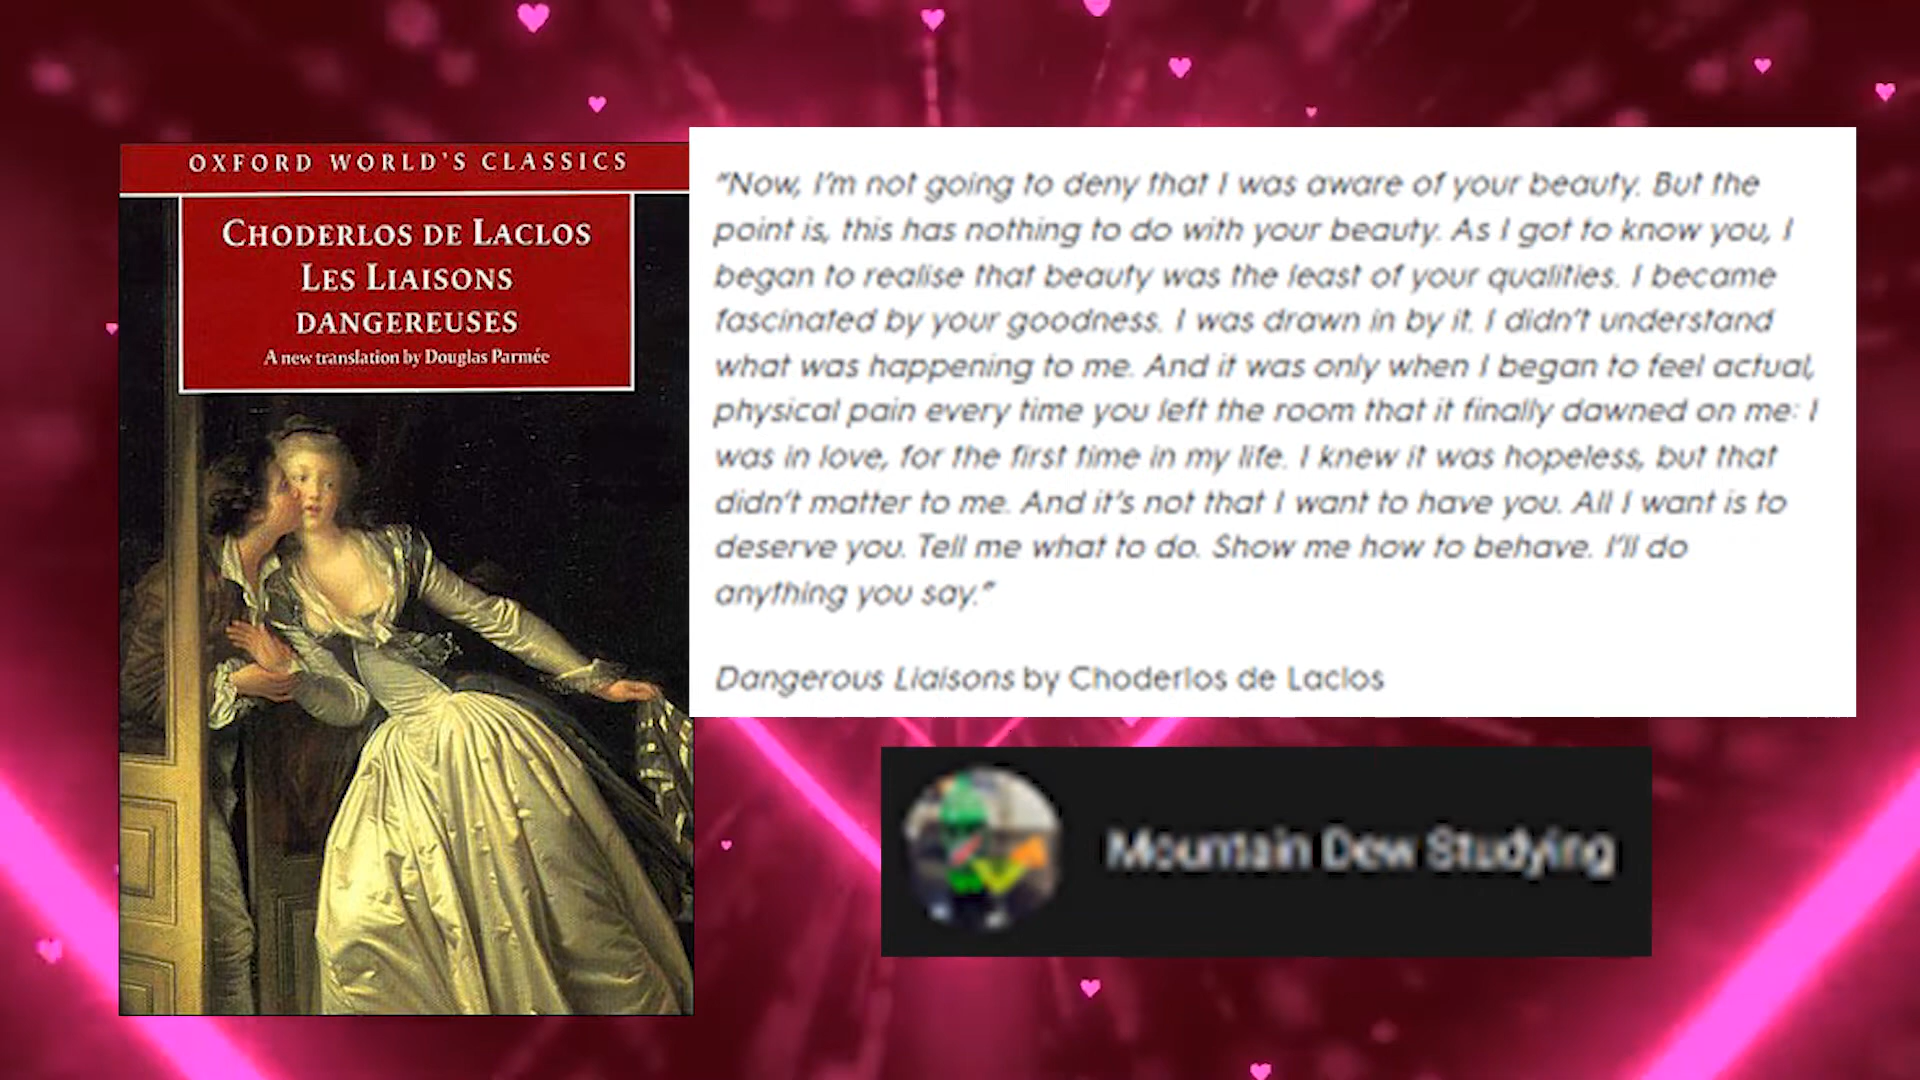 OXFORD WORLD'S CLASSICS
CHODERLOS DE LACLOS
LES LIAISONS
DANGEREUSES
A new translation by Douglas Parmée
"Now, I'm not going to deny that I was aware of your beauty. But the
point is, this has nothing to do with your beauty. As I got to know you, I
began to realise that beauty was the least of your qualities. I became
fascinated by your goodness. I was drawn in by it. I didn't understand
what was happening to me. And it was only when I began to feel actual,
physical pain every time you left the room that it finally dawned on me: I
was in love, for the first time in my life. I knew it was hopeless, but that
didn't matter to me. And it's not that I want to have you. All I want is to
deserve you. Tell me what to do. Show me how to behave. I'll do
anything you say."
Dangerous Liaisons by Choderlos de Laclos
Mountain Dew Studying